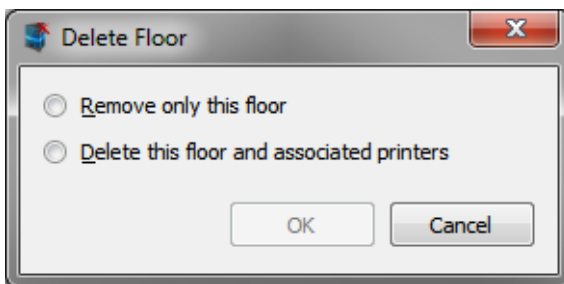 Delete Floor
Remove only this floor
Delete this floor and associated printers
OK Cancel